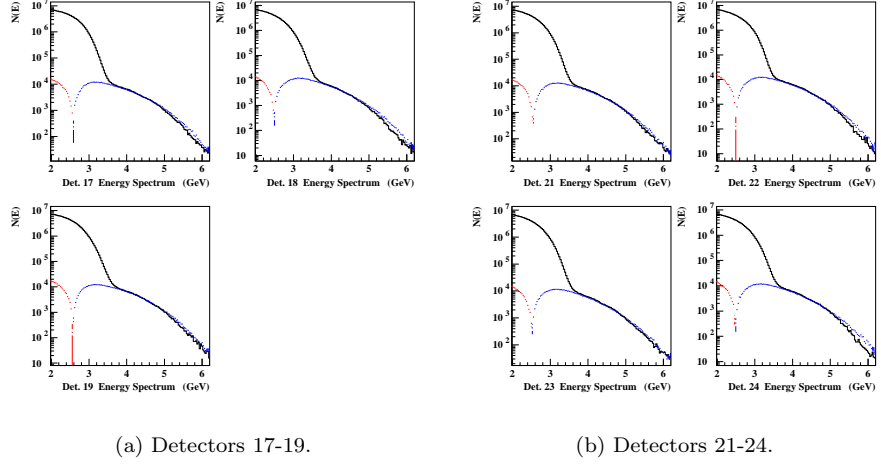 N(E)
10 7
10 6
10 5
10 4
10 3
10 2
2 3 4 5 6
Det. 17 Energy Spectrum (GeV)
N(E)
10 7
10 6
10 5
10 4
10 3
10 2
10
2 3 4 5 6
Det. 18 Energy Spectrum (GeV)
N(E)
10 7
10 6
10 5
10 4
10 3
10 2
10
2 3 4 5 6
Det. 19 Energy Spectrum (GeV)
(a) Detectors 17-19.
N(E)
10 7
10 6
10 5
10 4
10 3
10 2
2 3 4 5 6
Det. 21 Energy Spectrum (GeV)
N(E)
10 7
10 6
10 5
10 4
10 3
10 2
10
2 3 4 5 6
Det. 22 Energy Spectrum (GeV)
N(E)
10 7
10 6
10 5
10 4
10 3
10 2
2 3 4 5 6
Det. 23 Energy Spectrum (GeV)
N(E)
10 7
10 6
10 5
10 4
10 3
10 2
10
2 3 4 5 6
Det. 24 Energy Spectrum (GeV)
(b) Detectors 21-24.